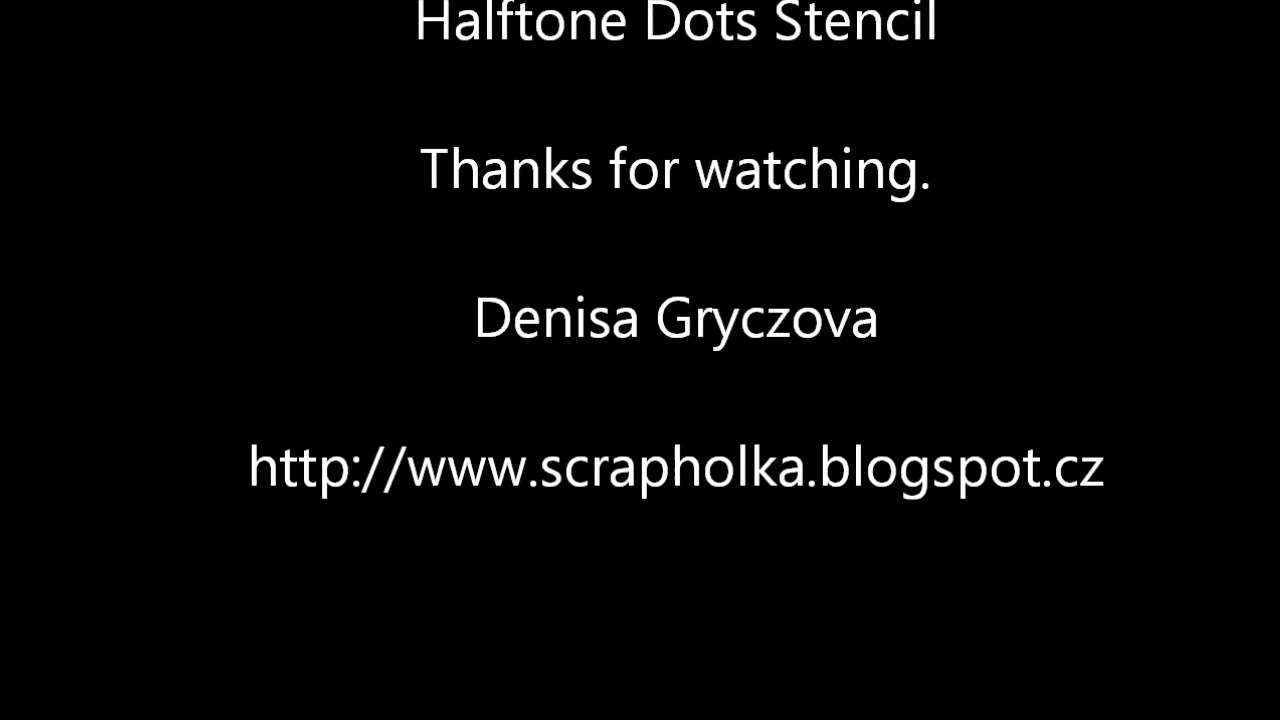 Halftone Dots Stencil
Thanks for watching.
Denisa Gryczova
http://www.scrapholka.blogspot.cz